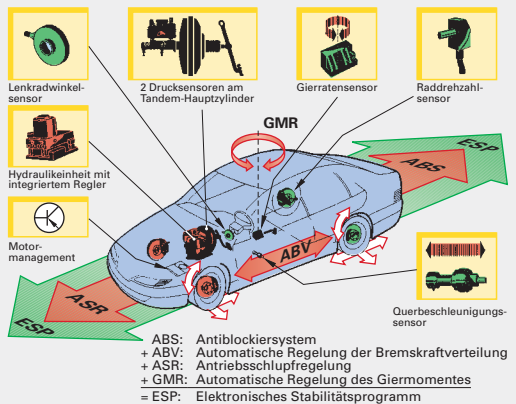 Lenkradwinkel-
sensor
2 Drucksensoren am
Tandem-Hauptzylinder
Gierratensensor
Raddrehzahl-
sensor
GMR
ESP
ABS
Hydraulikeinheit mit
integriertem Regler
Motor-
management
ABV
ASR
ESP
Querbeschleunigungs-
sensor
ABS: Antiblockiersystem
+ ABV: Automatische Regelung der Bremskraftverteilung
+ ASR: Antriebsschlupfregelung
+ GMR: Automatische Regelung des Giermomentes
= ESP: Elektronisches Stabilitätsprogramm